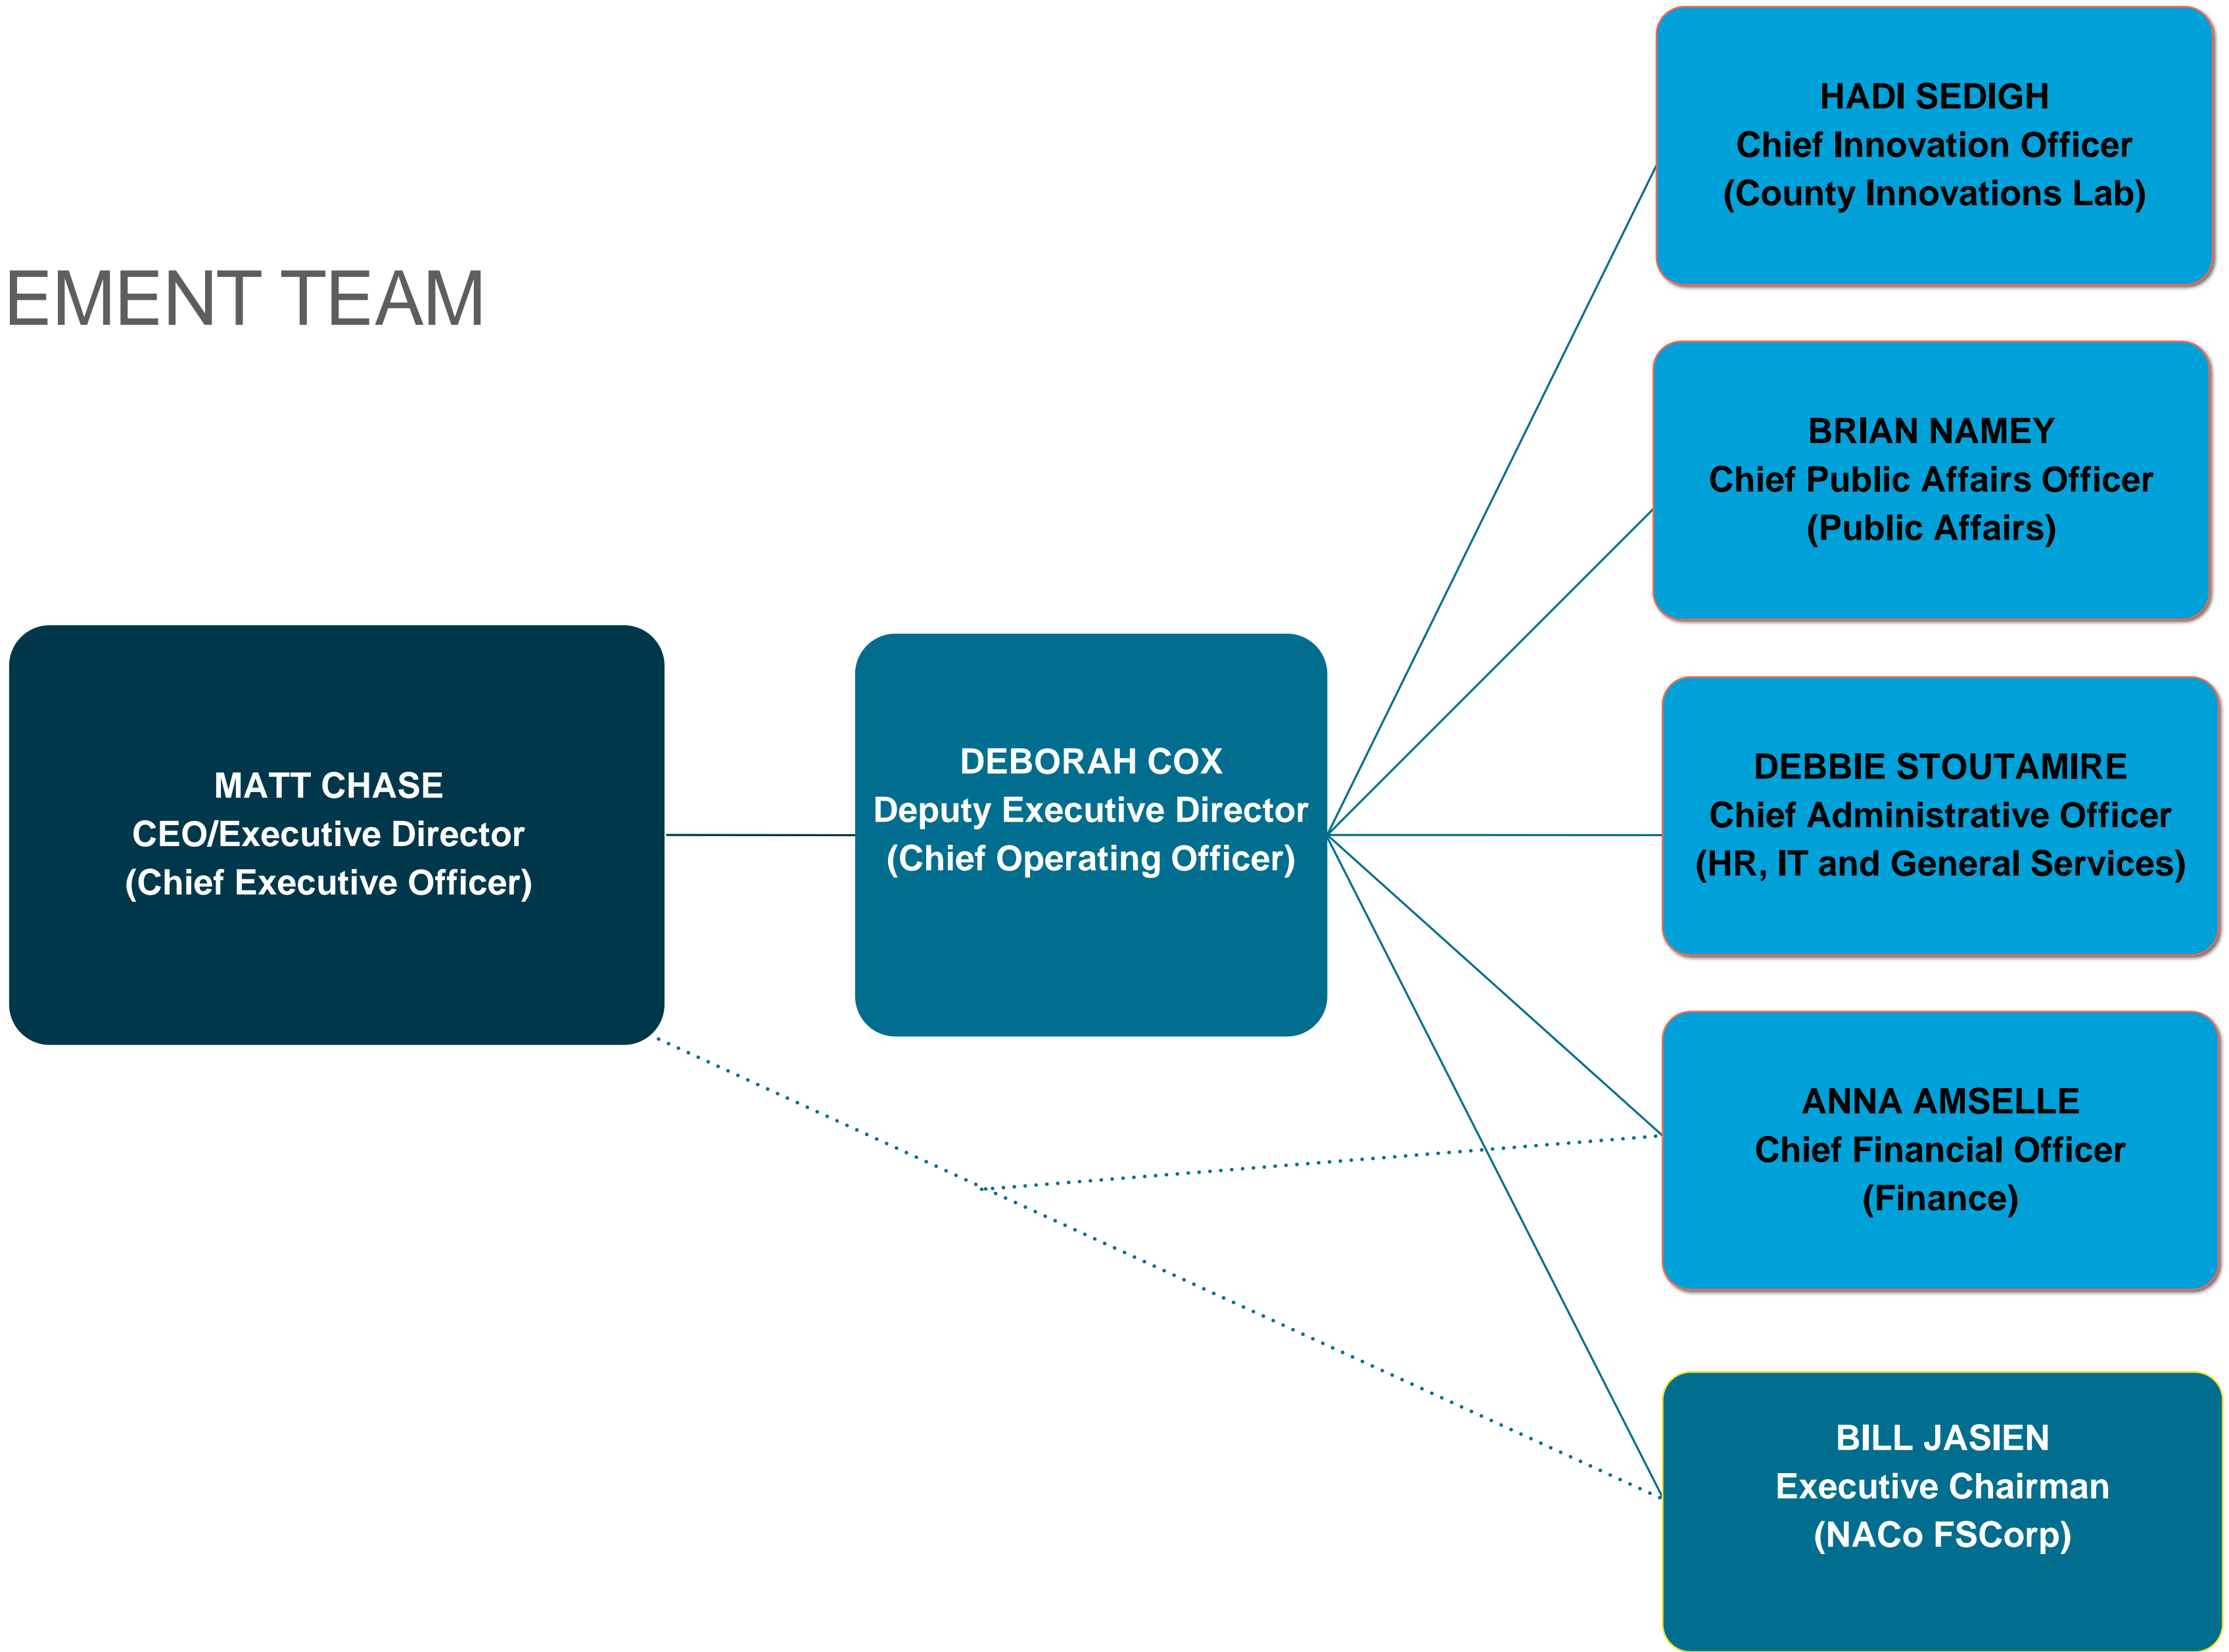 EMENT TEAM
MATT CHASE
CEO/Executive Director
(Chief Executive Officer)
DEBORAH COX
Deputy Executive Director
(Chief Operating Officer)
HADI SEDIGH
Chief Innovation Officer
(County Innovations Lab)
BRIAN NAMEY
Chief Public Affairs Officer
(Public Affairs)
DEBBIE STOUTAMIRE
Chief Administrative Officer
(HR, IT and General Services)
ANNA AMSELLE
Chief Financial Officer
(Finance)
BILL JASIEN
Executive Chairman
(NACo FSCorp)